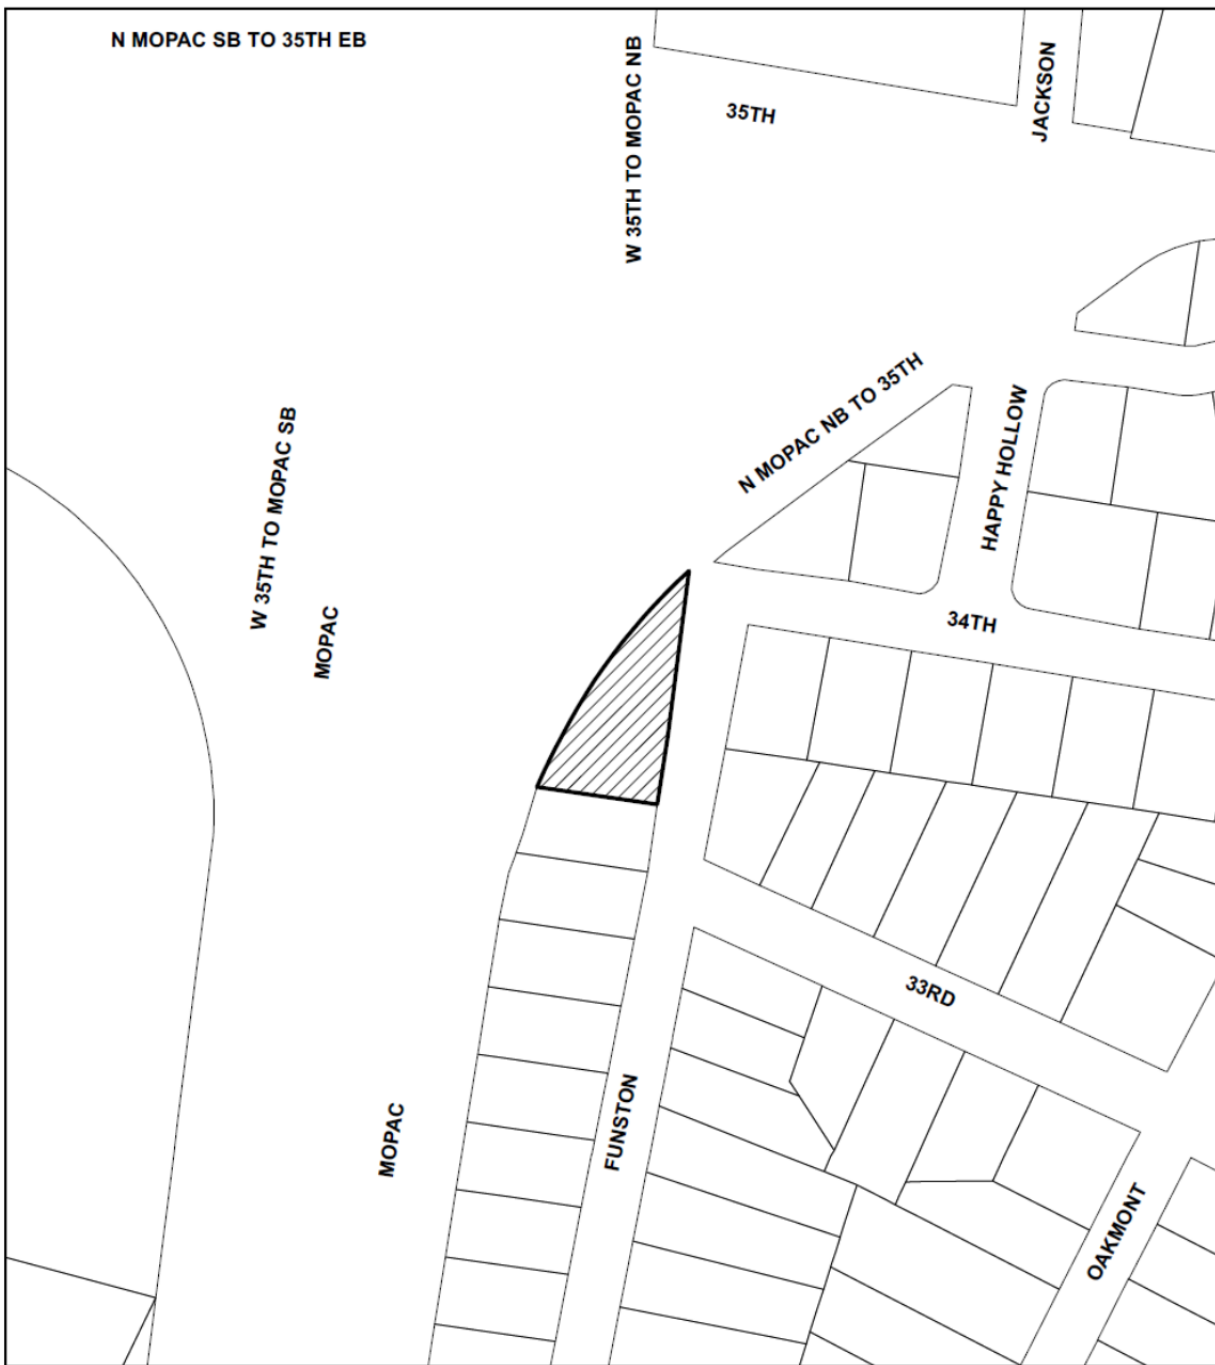 N MOPAC SB TO 35TH EB
W 35TH TO MOPAC NB
35TH
JACKSON
N MOPAC NB TO 35TH
HAPPY HOLLOW
W 35TH TO MOPAC SB
MOPAC
34TH
33RD
FUNSTON
MOPAC
OAKMONT